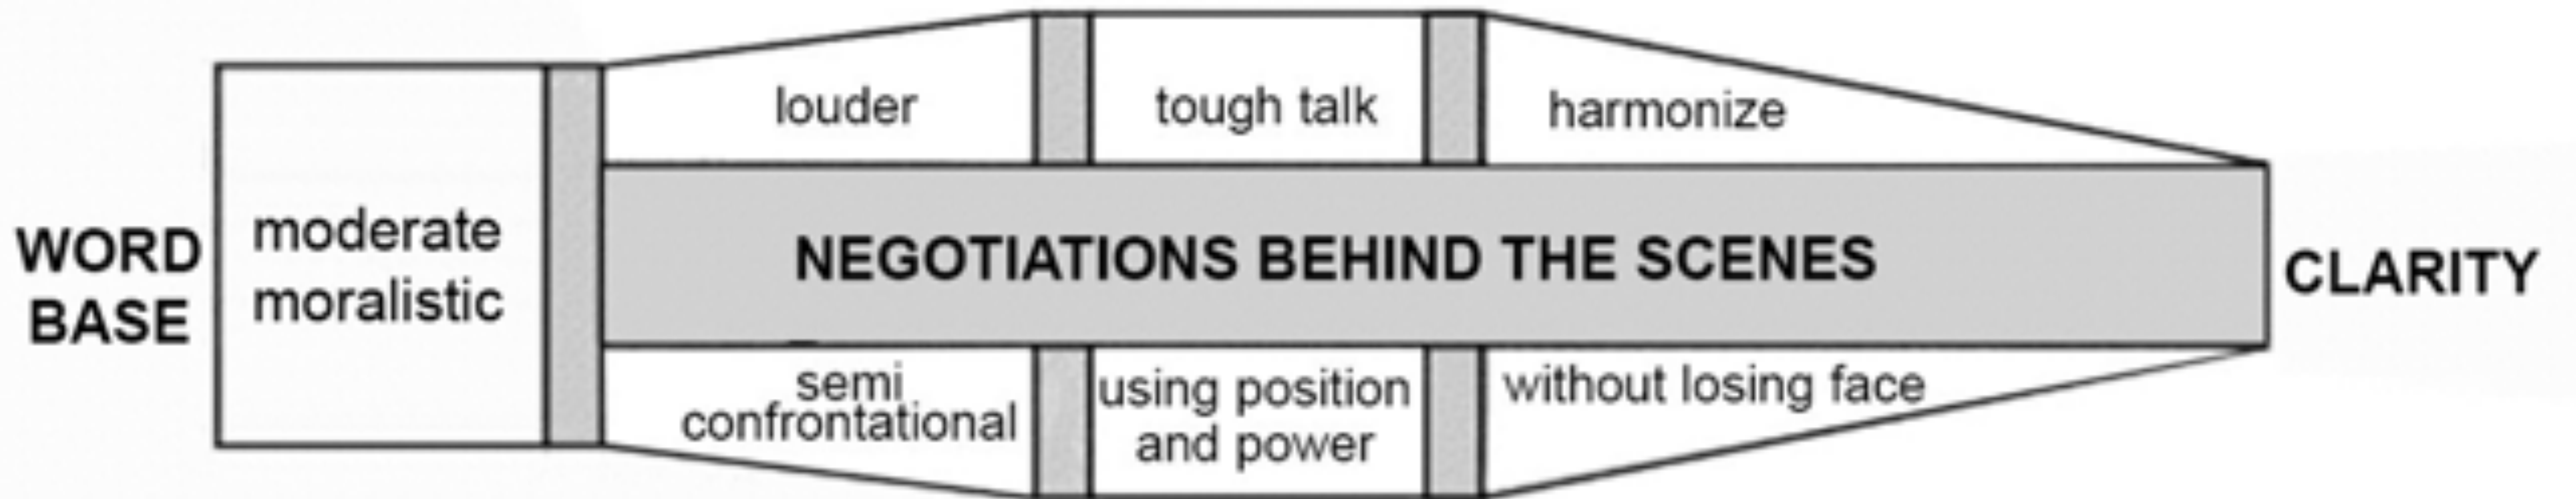 WORD
BASE
moderate
moralistic
louder
tough talk
harmonize
NEGOTIATIONS BEHIND THE SCENES
semi
confrontational
using position
and power
without losing face
CLARITY